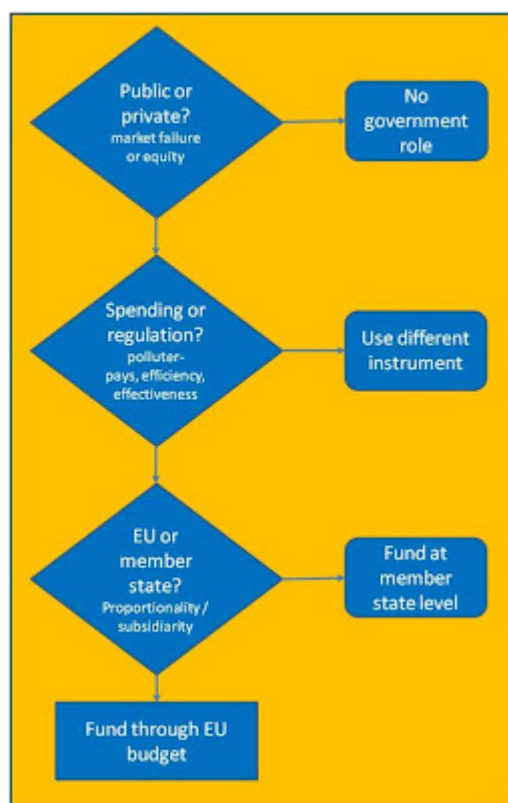 Public or
private?
market failure
or equity
No
government
role
Spending or
regulation?
polluter-
pays, efficiency,
effectiveness
Use different
instrument
EU or
member
state?
Proportionality /
subsidiarity
Fund at
member
state level
Fund through EU
budget